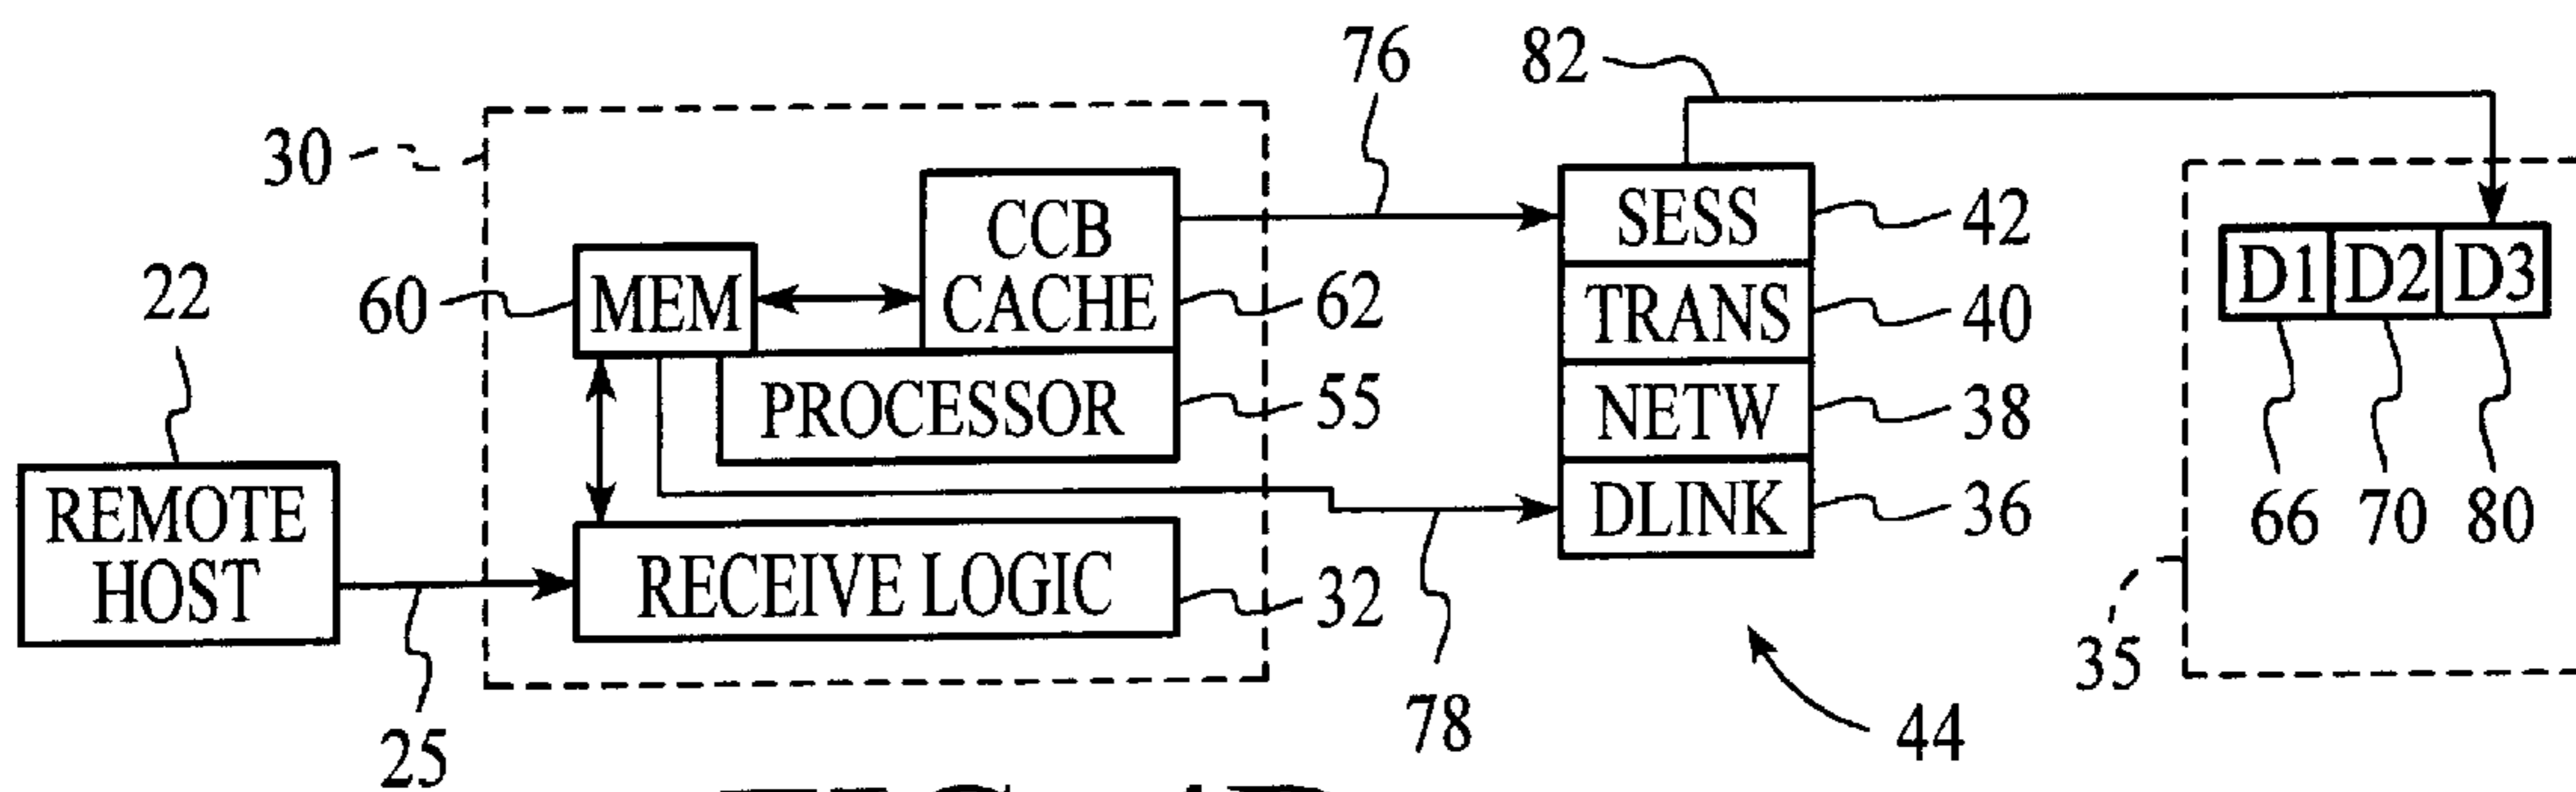 76
82
30
CCB
CACHE
SESS
42
D1 D2 D3
22
60
MEM
62
TRANS
40
PROCESSOR
55
NETW
38
REMOTE
HOST
DLINK
36
66 70 80
RECEIVE LOGIC
32
35
25
78
44